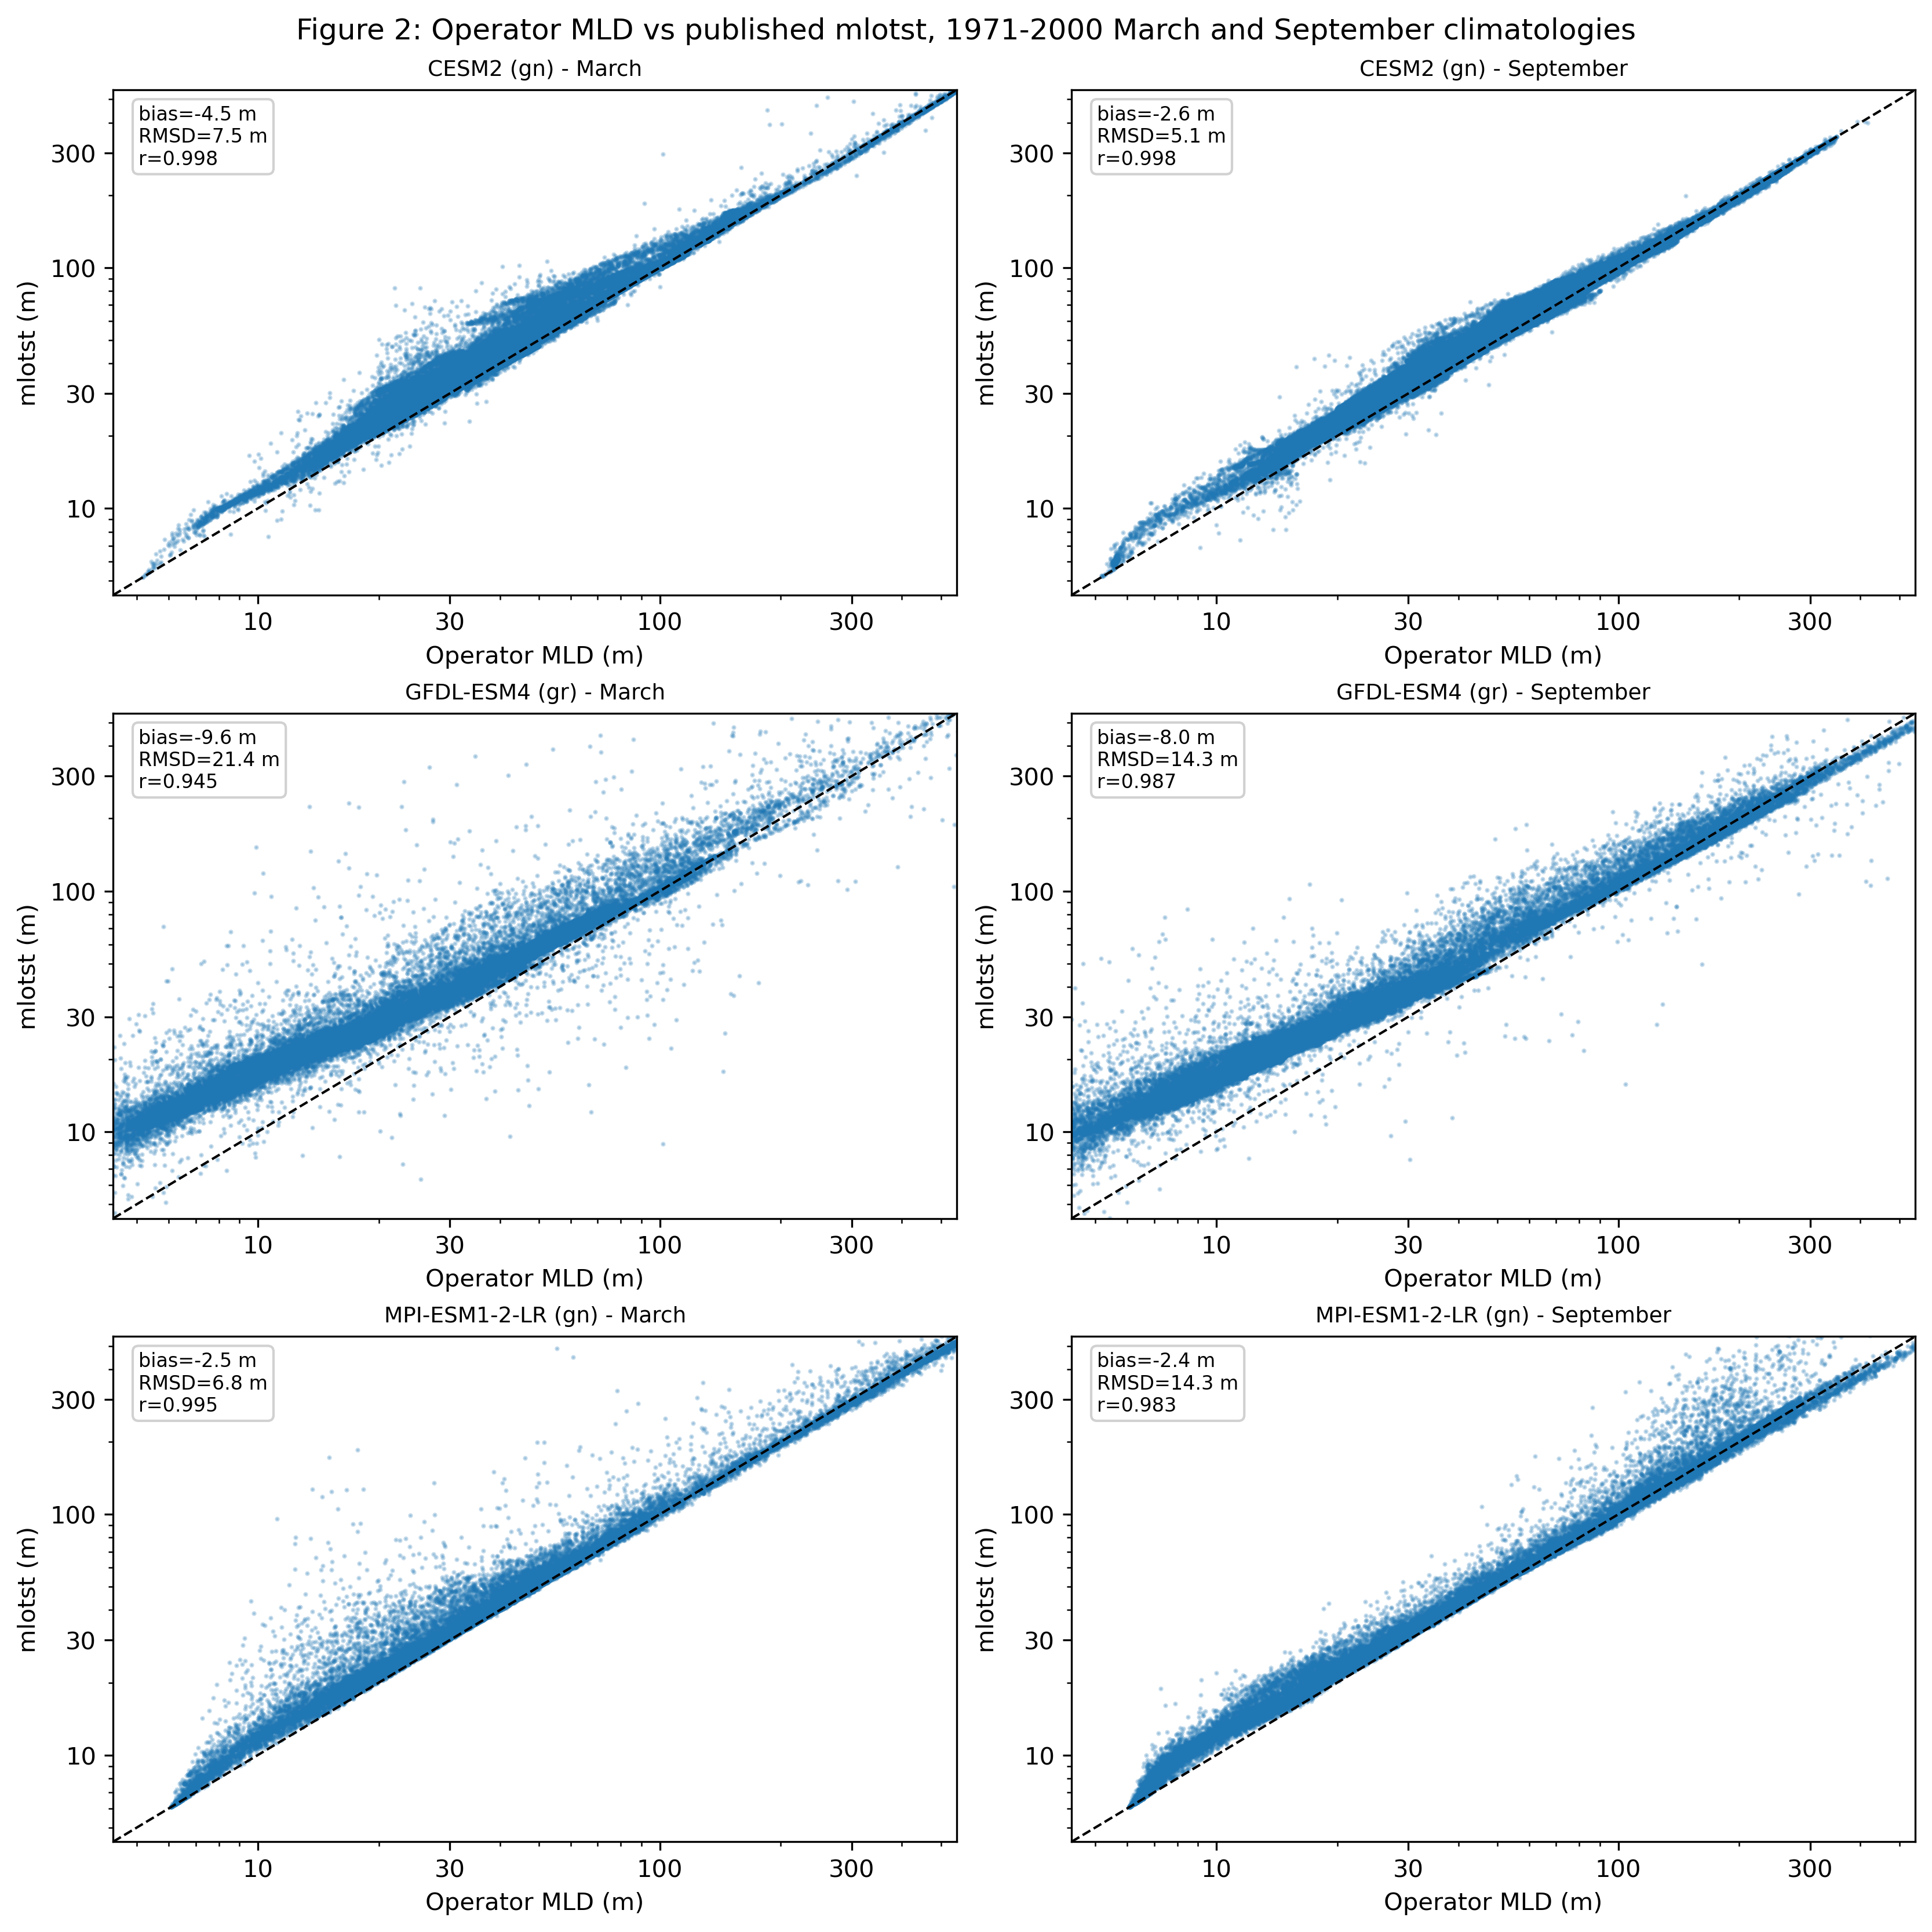 Figure 2: Operator MLD vs published mlotst, 1971-2000 March and September climatologies
CESM2 (gn) - March
bias=-4.5 m
RMSD=7.5 m
r=0.998
300
100
30
10
mlotst (m)
10 30 100 300
Operator MLD (m)
CESM2 (gn) - September
bias=-2.6 m
RMSD=5.1 m
r=0.998
300
100
30
10
mlotst (m)
10 30 100 300
Operator MLD (m)
GFDL-ESM4 (gr) - March
bias=-9.6 m
RMSD=21.4 m
r=0.945
300
100
30
10
mlotst (m)
10 30 100 300
Operator MLD (m)
GFDL-ESM4 (gr) - September
bias=-8.0 m
RMSD=14.3 m
r=0.987
300
100
30
10
mlotst (m)
10 30 100 300
Operator MLD (m)
MPI-ESM1-2-LR (gn) - March
bias=-2.5 m
RMSD=6.8 m
r=0.995
300
100
30
10
mlotst (m)
10 30 100 300
Operator MLD (m)
MPI-ESM1-2-LR (gn) - September
bias=-2.4 m
RMSD=14.3 m
r=0.983
300
100
30
10
mlotst (m)
10 30 100 300
Operator MLD (m)